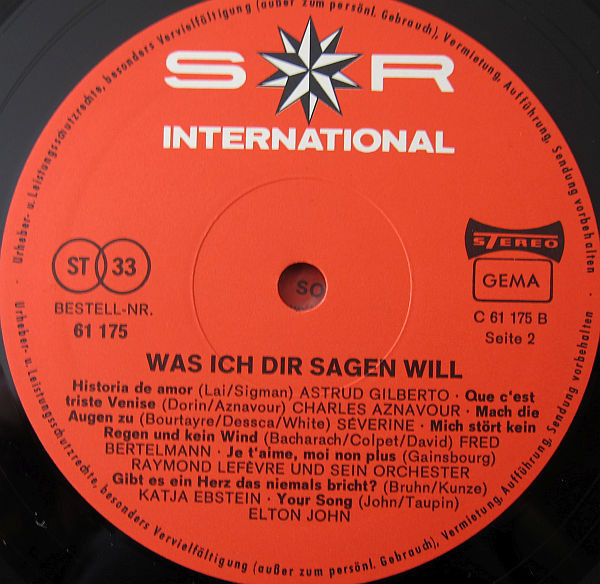 Urheber- u. Leistungsschutzrechte, besonders Vervielfältigung (außer zum persönl. Gebrauch), Vermietung, Aufführung, Sendung vorbehalten
S R
INTERNATIONAL
ST 33
BESTELL-NR.
61 175
STEREO
GEMA
C 61 175 B
Seite 2
WAS ICH DIR SAGEN WILL
Historia de amor (Lai/Sigman) ASTRUD GILBERTO · Que c'est
triste Venise (Dorin/Aznavour) CHARLES AZNAVOUR · Mach die
Augen zu (Bourtayre/Dessca/White) SÉVERINE · Mich stört kein
Regen und kein Wind (Bacharach/Colpet/David) FRED
BERTELMANN · Je t'aime, moi non plus (Gainsbourg)
RAYMOND LEFÈVRE UND SEIN ORCHESTER
Gibt es ein Herz das niemals bricht? (Bruhn/Kunze)
KATJA EBSTEIN · Your Song (John/Taupin)
ELTON JOHN
Urheber- u. Leistungsschutzrechte, besonders Vervielfältigung (außer zum persönl. Gebrauch), Vermietung, Aufführung, Sendung vorbehalten